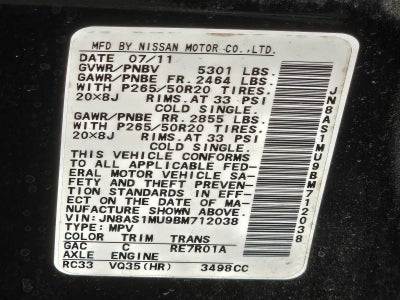 MFD BY NISSAN MOTOR CO., LTD.
DATE 07/11
GVWR/PNBV 5301 LBS.
GAWR/PNBE FR. 2464 LBS.
WITH P265/50R20 TIRES.
20×8J RIMS. AT 33 PSI
COLD SINGLE.
GAWR/PNBE RR. 2855 LBS.
WITH P265/50R20 TIRES.
20×8J RIMS. AT 33 PSI
COLD SINGLE.
THIS VEHICLE CONFORMS
TO ALL APPLICABLE FED-
ERAL MOTOR VEHICLE SA-
FETY AND THEFT PREVEN-
TION STANDARDS IN EFF-
ECT ON THE DATE OF MA-
NUFACTURE SHOWN ABOVE.
:JN8AS1MU9BM712038
TYPE: MPV
COLOR TRIM TRANS
GAC C RE7R01A
AXLE ENGINE
RC33 VQ35(HR) 3498CC
JN8AS1MU9BM712038